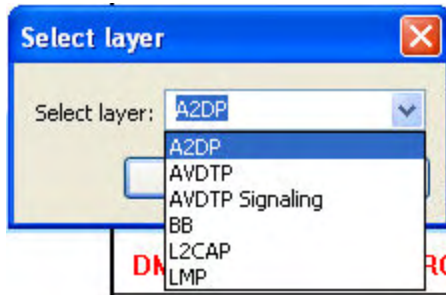 Select layer
Select layer: A2DP
A2DP
AVDTP
AVDTP Signaling
BB
L2CAP
LMP